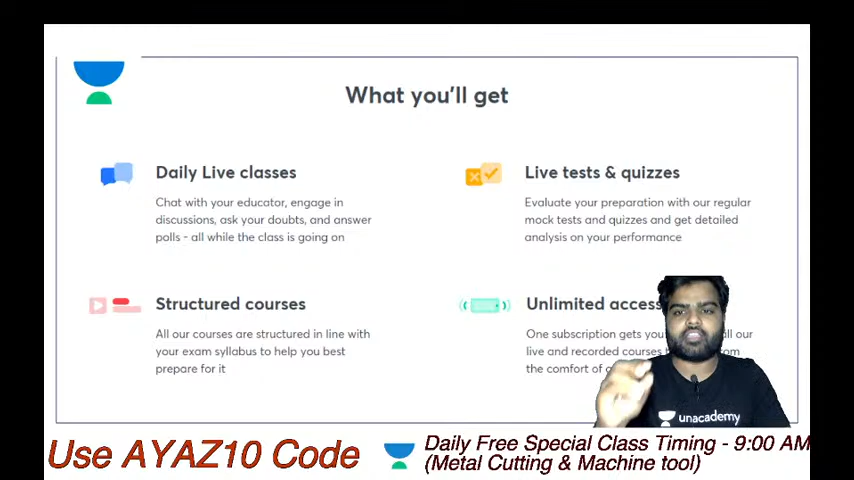 What you'll get
Daily Live classes
Chat with your educator, engage in
discussions, ask your doubts, and answer
polls - all while the class is going on
Live tests & quizzes
Evaluate your preparation with our regular
mock tests and quizzes and get detailed
analysis on your performance
Structured courses
All our courses are structured in line with
your exam syllabus to help you best
prepare for it
Unlimited access
One subscription gets you all our
live and recorded courses
the comfort of
unacademy
Use AYAZ10 Code
Daily Free Special Class Timing - 9:00 AM
(Metal Cutting & Machine tool)